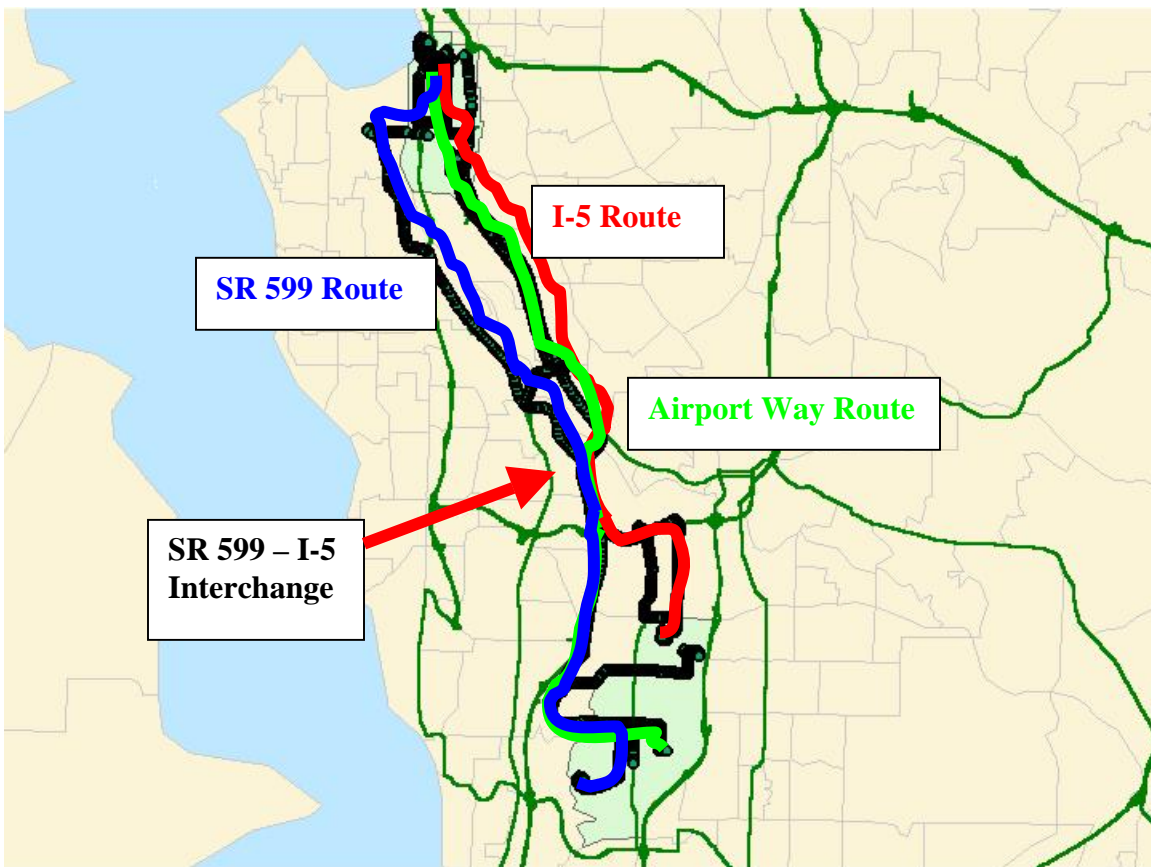 I-5 Route
SR 599 Route
Airport Way Route
SR 599 – I-5
Interchange